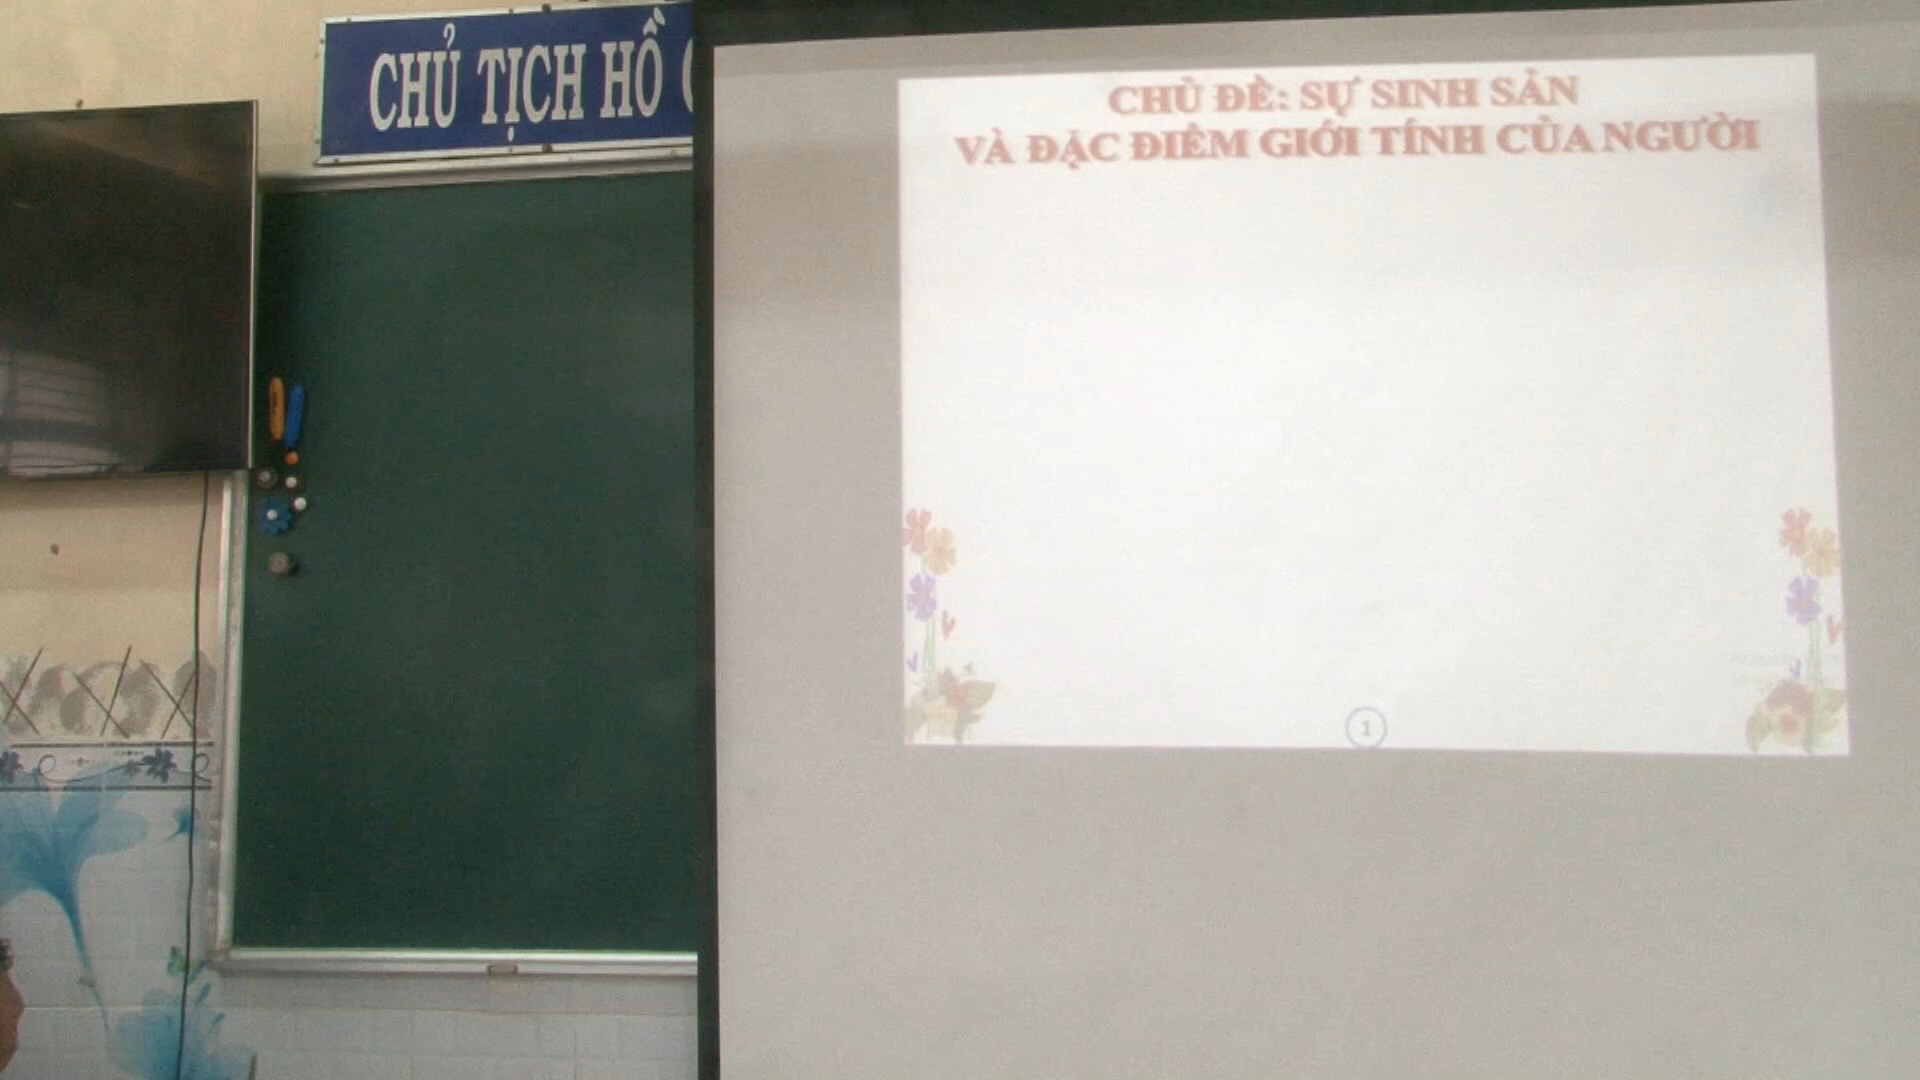 CHỦ TỊCH HỒ
CHỦ ĐỀ: SỰ SINH SẢN
VÀ ĐẶC ĐIỂM GIỚI TÍNH CỦA NGƯỜI
1